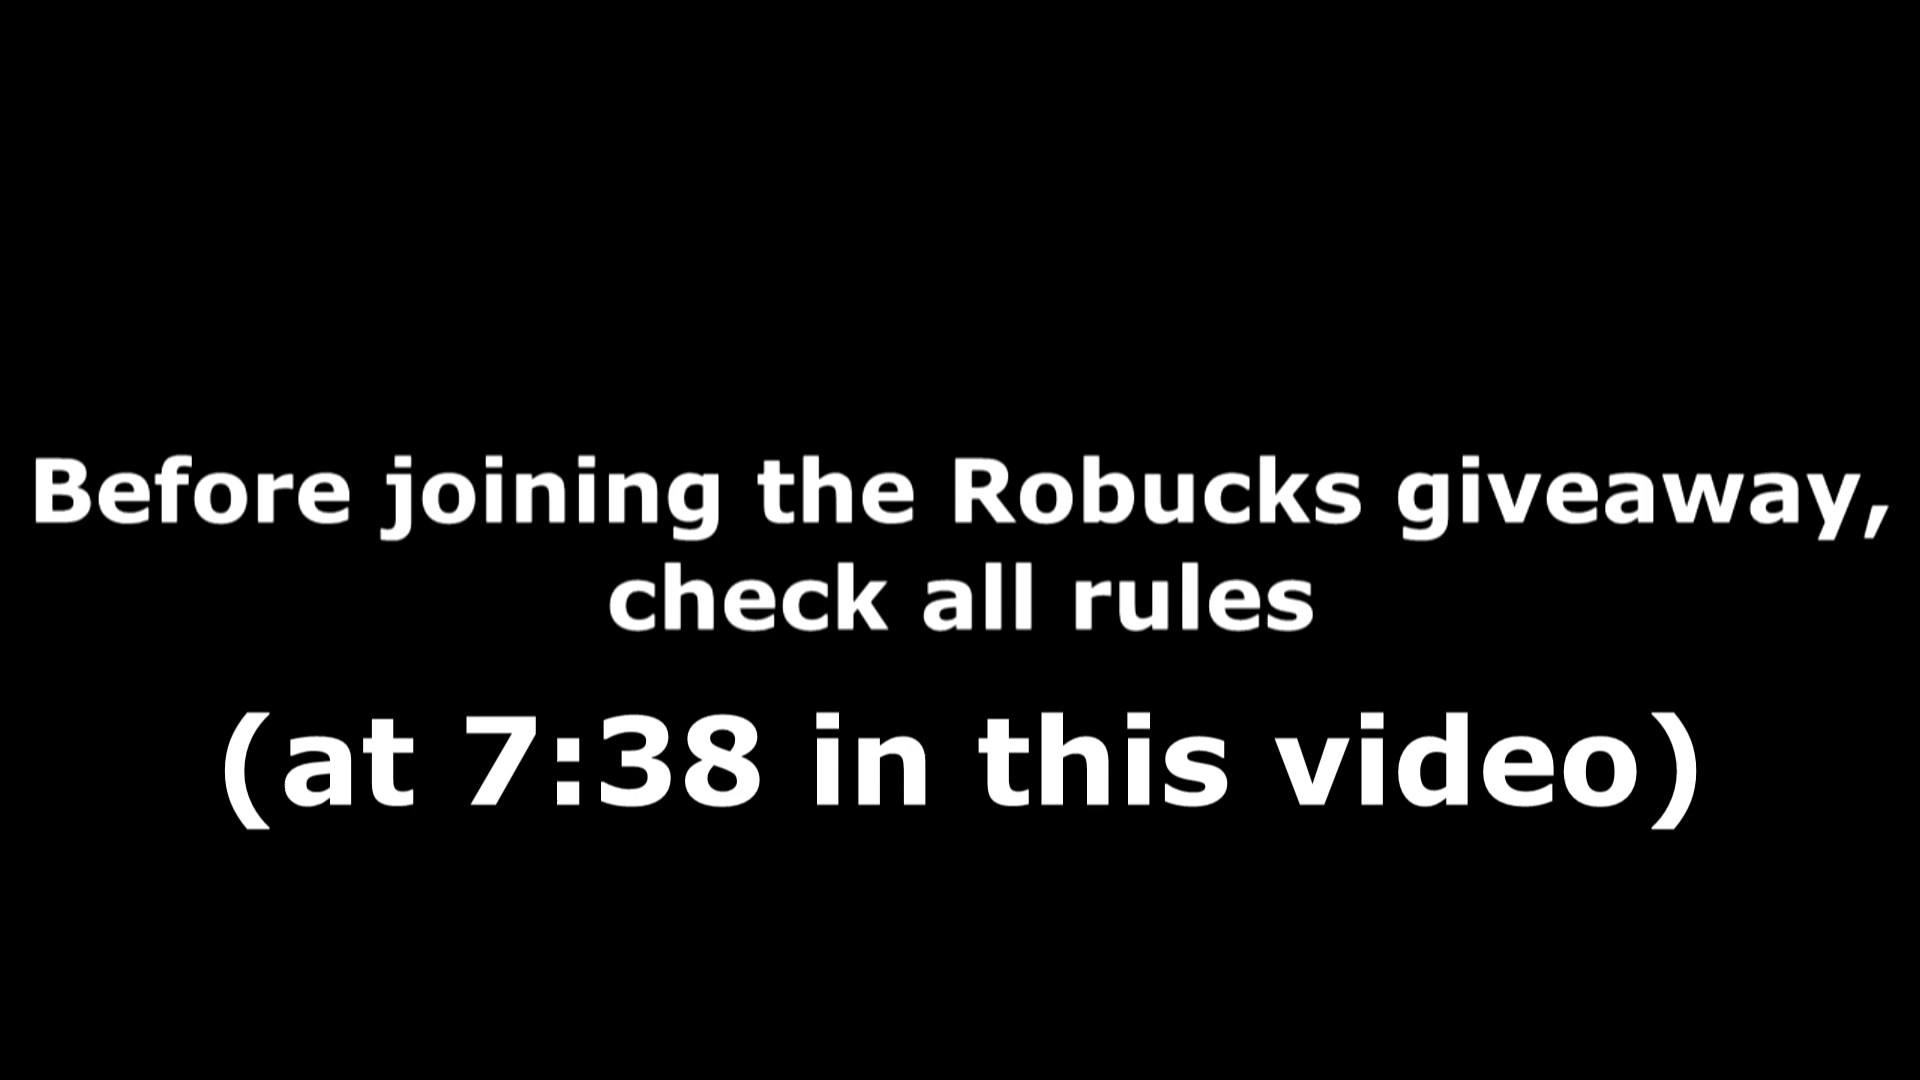 Before joining the Robucks giveaway,
check all rules
(at 7:38 in this video)